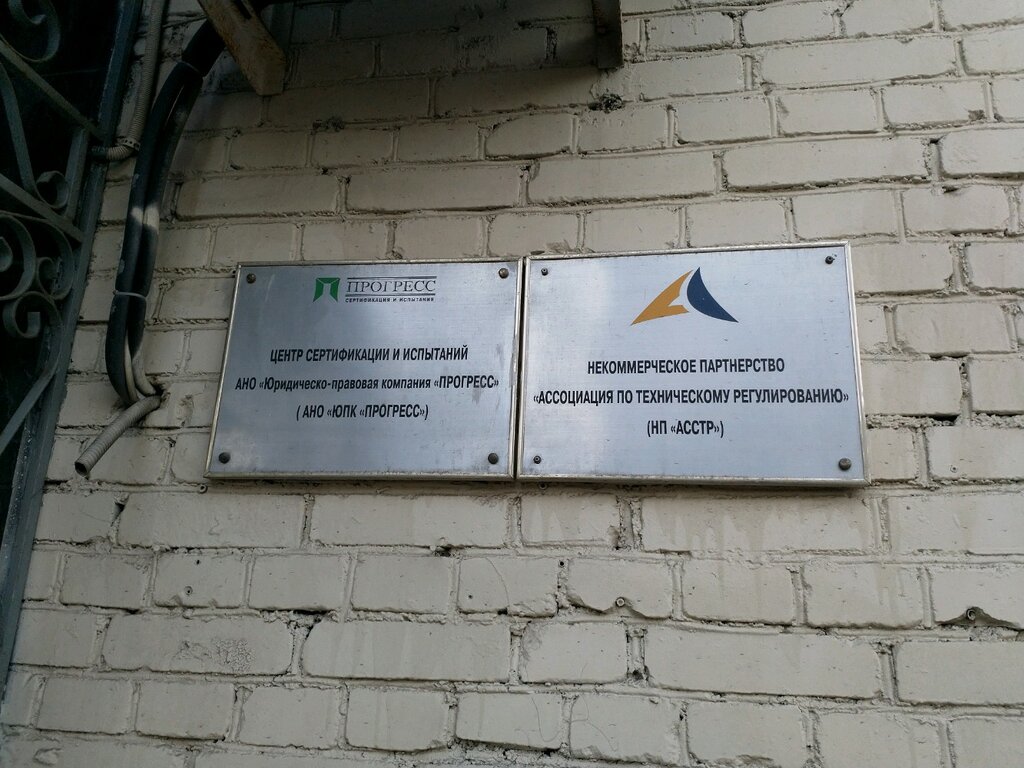 ПРОГРЕСС
СЕРТИФИКАЦИЯ И ИСПЫТАНИЯ
ЦЕНТР СЕРТИФИКАЦИИ И ИСПЫТАНИЙ
АНО «Юридическо-правовая компания «ПРОГРЕСС»
( АНО «ЮПК «ПРОГРЕСС»)
НЕКОММЕРЧЕСКОЕ ПАРТНЕРСТВО
«АССОЦИАЦИЯ ПО ТЕХНИЧЕСКОМУ РЕГУЛИРОВАНИЮ»
(НП «АССТР»)